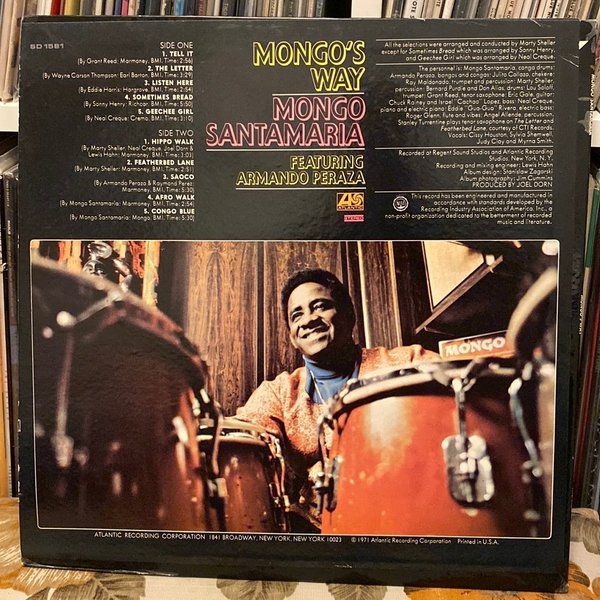 SD 1581
SIDE ONE
1. TELL IT
(By Grant Reed; Marmoney, BMI, Time: 2:56)
2. THE LETTER
(By Wayne Carson Thompson; Earl Barton, BMI, Time: 3:29)
3. LISTEN HERE
(By Eddie Harris; Hargrove, BMI. Time: 2:54)
4. SOMETIMES BREAD
(By Sonny Henry; Richcar, BMI. Time: 5:50)
5. GEECHEE GIRL
(By Neal Creque; Cremo, BMI. Time: 3:10)
SIDE TWO
1. HIPPO WALK
(By Marty Sheller, Neal Creque, Joel Dorn &
Lewis Hahn; Marmoney, BMI. Time: 2:34)
2. FEATHERED LANE
(By Marty Sheller; Marmoney, BMI. Time: 2:51)
3. SAOCO
(By Armando Peraza & Raymond Perez;
Marmoney, BMI. Time: 5:30)
4. AFRO WALK
(By Mongo Santamaria; Marmoney, BMI. Time: 2:54)
5. CONGO BLUE
(By Mongo Santamaria; Mongo, BMI. Time: 5:30)
MONGO'S
WAY
MONGO
SANTAMARIA
FEATURING
ARMANDO PERAZA
ATLANTIC
STEREO
All the selections were arranged and conducted by Marty Sheller
except for Sometimes Bread which was arranged by Sonny Henry,
and Geechee Girl which was arranged by Neal Creque.
The personnel is: Mongo Santamaria, conga drums;
Armando Peraza, bongos and congas; Julito Collazo, chekere;
Ray Maldonado, trumpet and percussion; Marty Sheller,
percussion; Bernard Purdie and Don Alias, drums; Lou Soloff,
trumpet; Grant Reed, tenor saxophone; Eric Gale, guitar;
Chuck Rainey and Israel "Cachao" Lopez, bass; Neal Creque,
piano and electric piano; Eddie "Gua-Gua" Rivera, electric bass;
Roger Glenn, flute and vibes; Angel Allende, percussion.
Stanley Turrentine plays tenor saxophone on The Letter and
Feathered Lane, courtesy of CTI Records.
Vocals: Cissy Houston, Sylvia Shemwell,
Judy Clay and Myrna Smith.
Recorded at Regent Sound Studios and Atlantic Recording
Studios, New York, N. Y.
Recording and mixing engineer: Lewis Hahn
Album design: Stanislaw Zagorski
Album photography: Jim Cummins
PRODUCED BY JOEL DORN
This record has been engineered and manufactured in
accordance with standards developed by the
Recording Industry Association of America, Inc., a
non-profit organization dedicated to the betterment of recorded
music and literature.
MONGO
ATLANTIC RECORDING CORPORATION 1841 BROADWAY, NEW YORK, NEW YORK 10023
© 1971 Atlantic Recording Corporation
Printed in U.S.A.